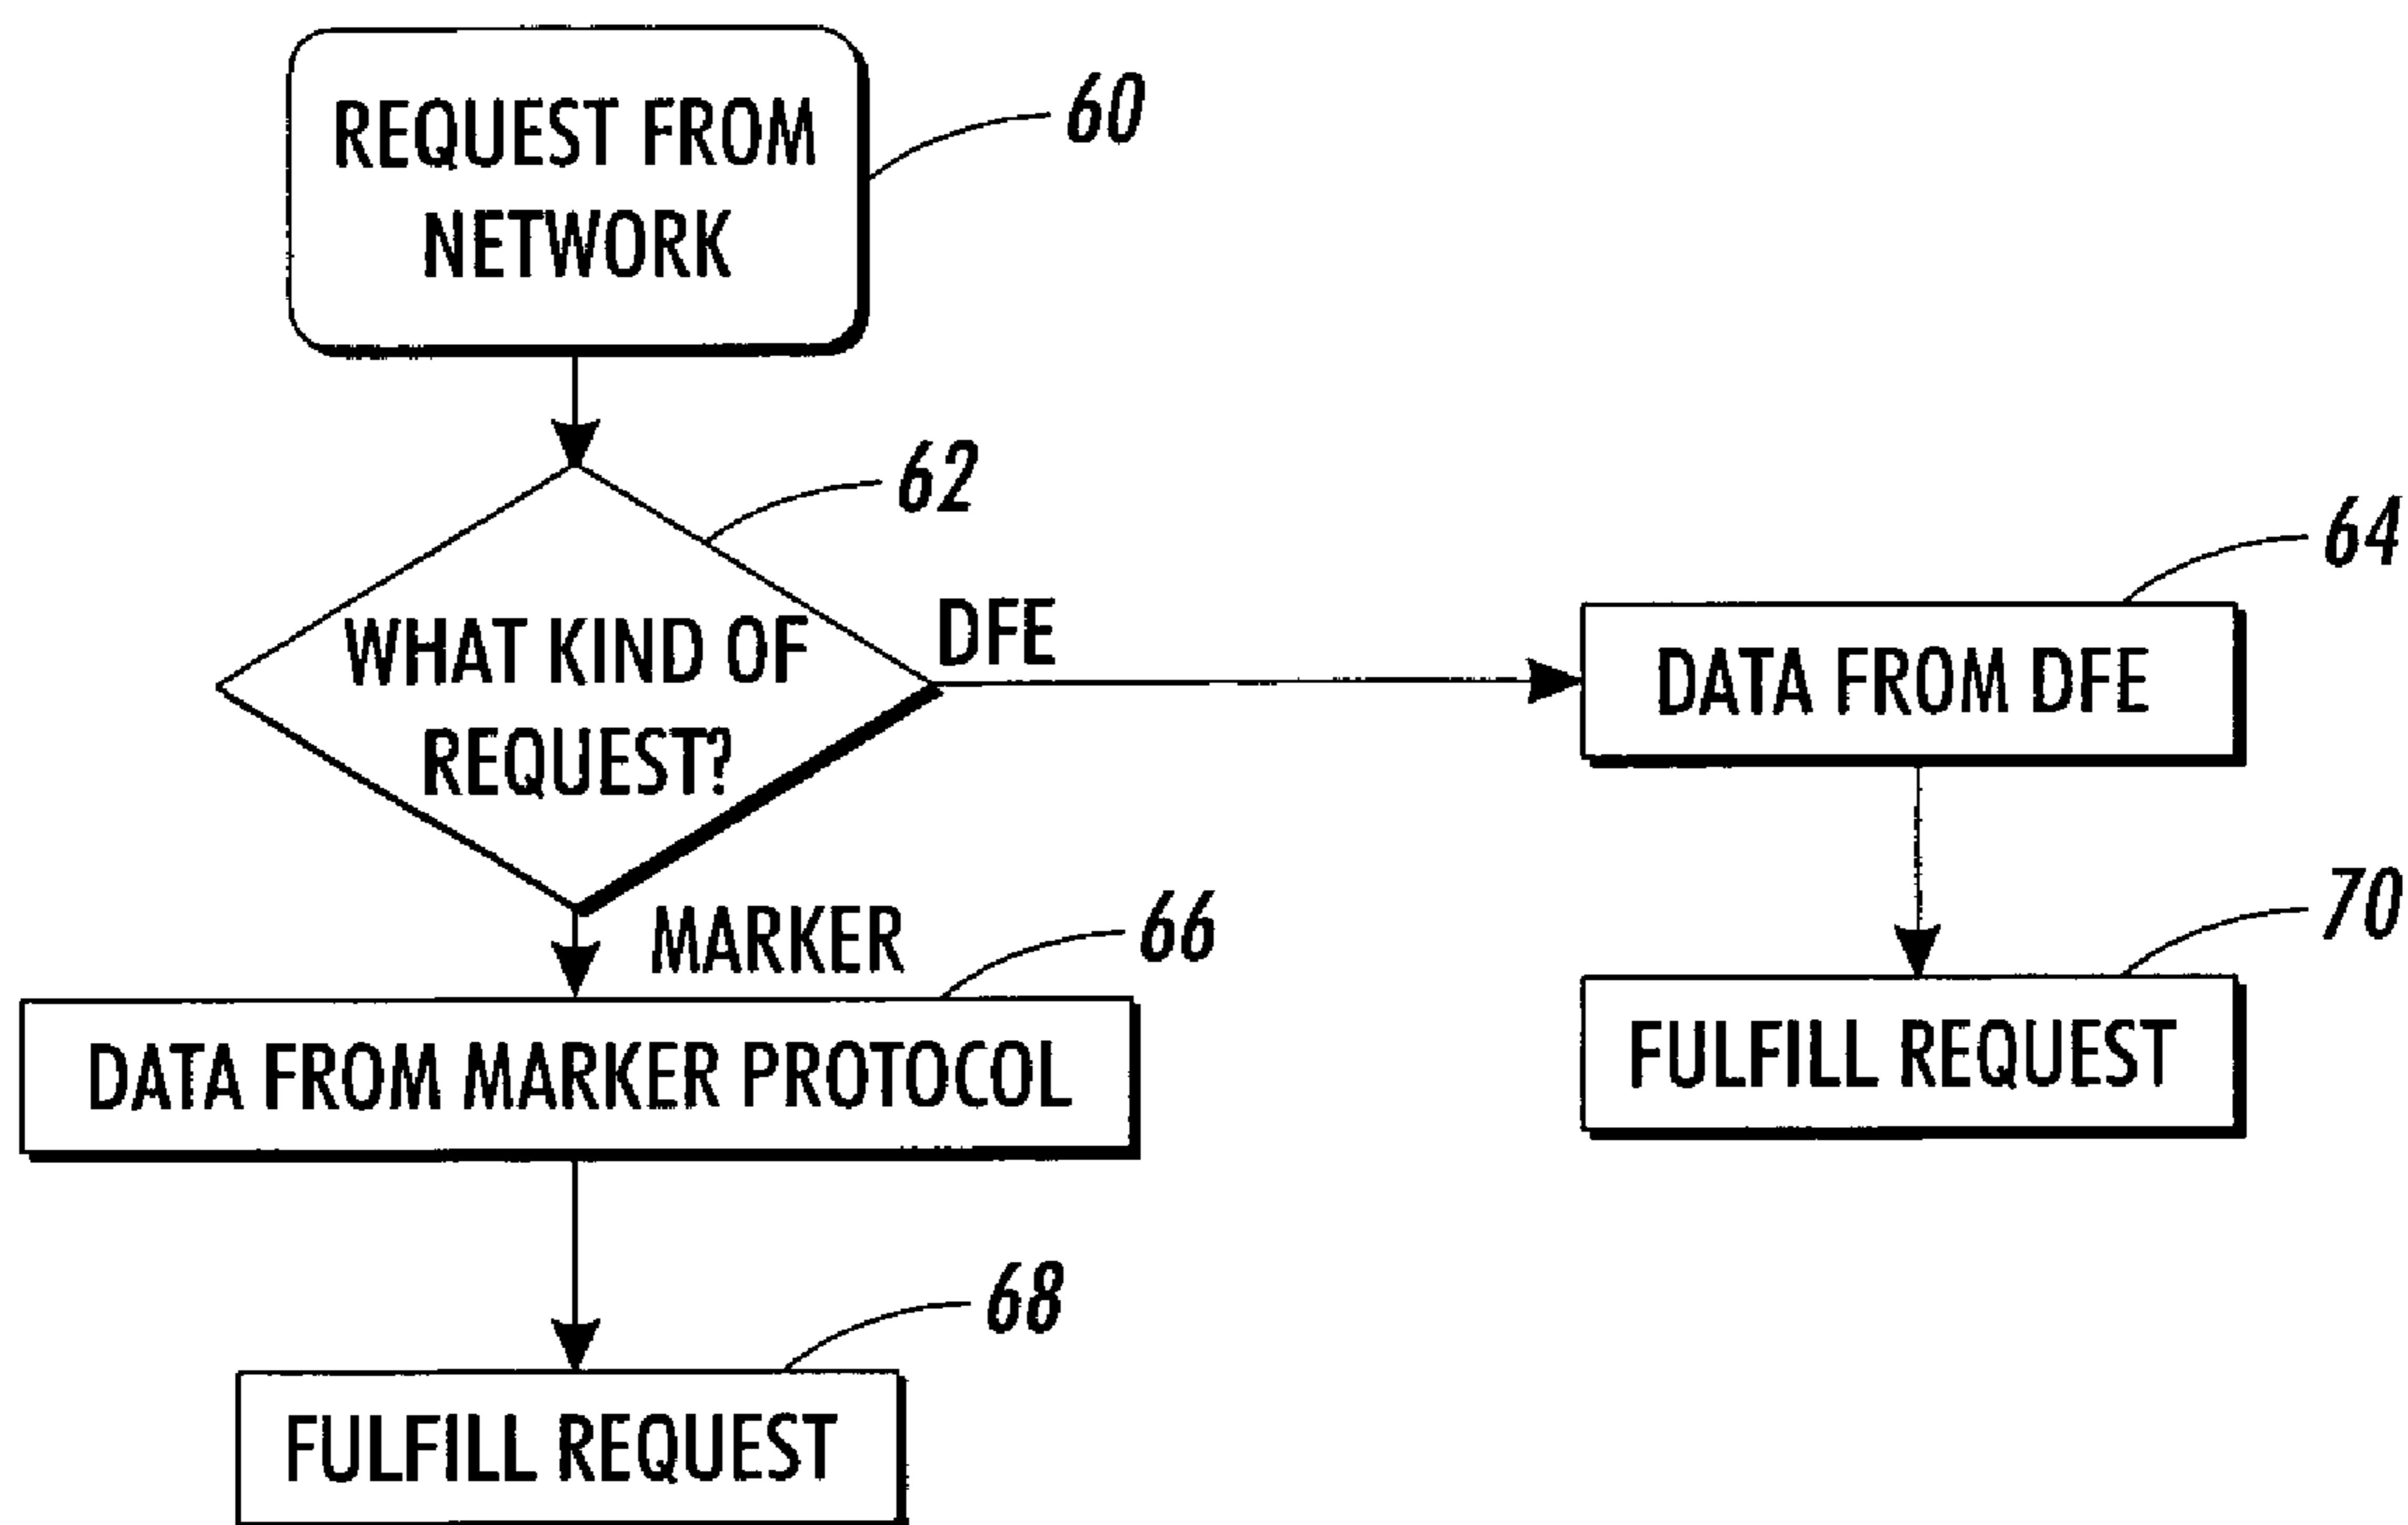 REQUEST FROM
NETWORK
60
62
WHAT KIND OF
REQUEST?
DFE
64
DATA FROM DFE
MARKER
66
70
DATA FROM MARKER PROTOCOL
FULFILL REQUEST
68
FULFILL REQUEST